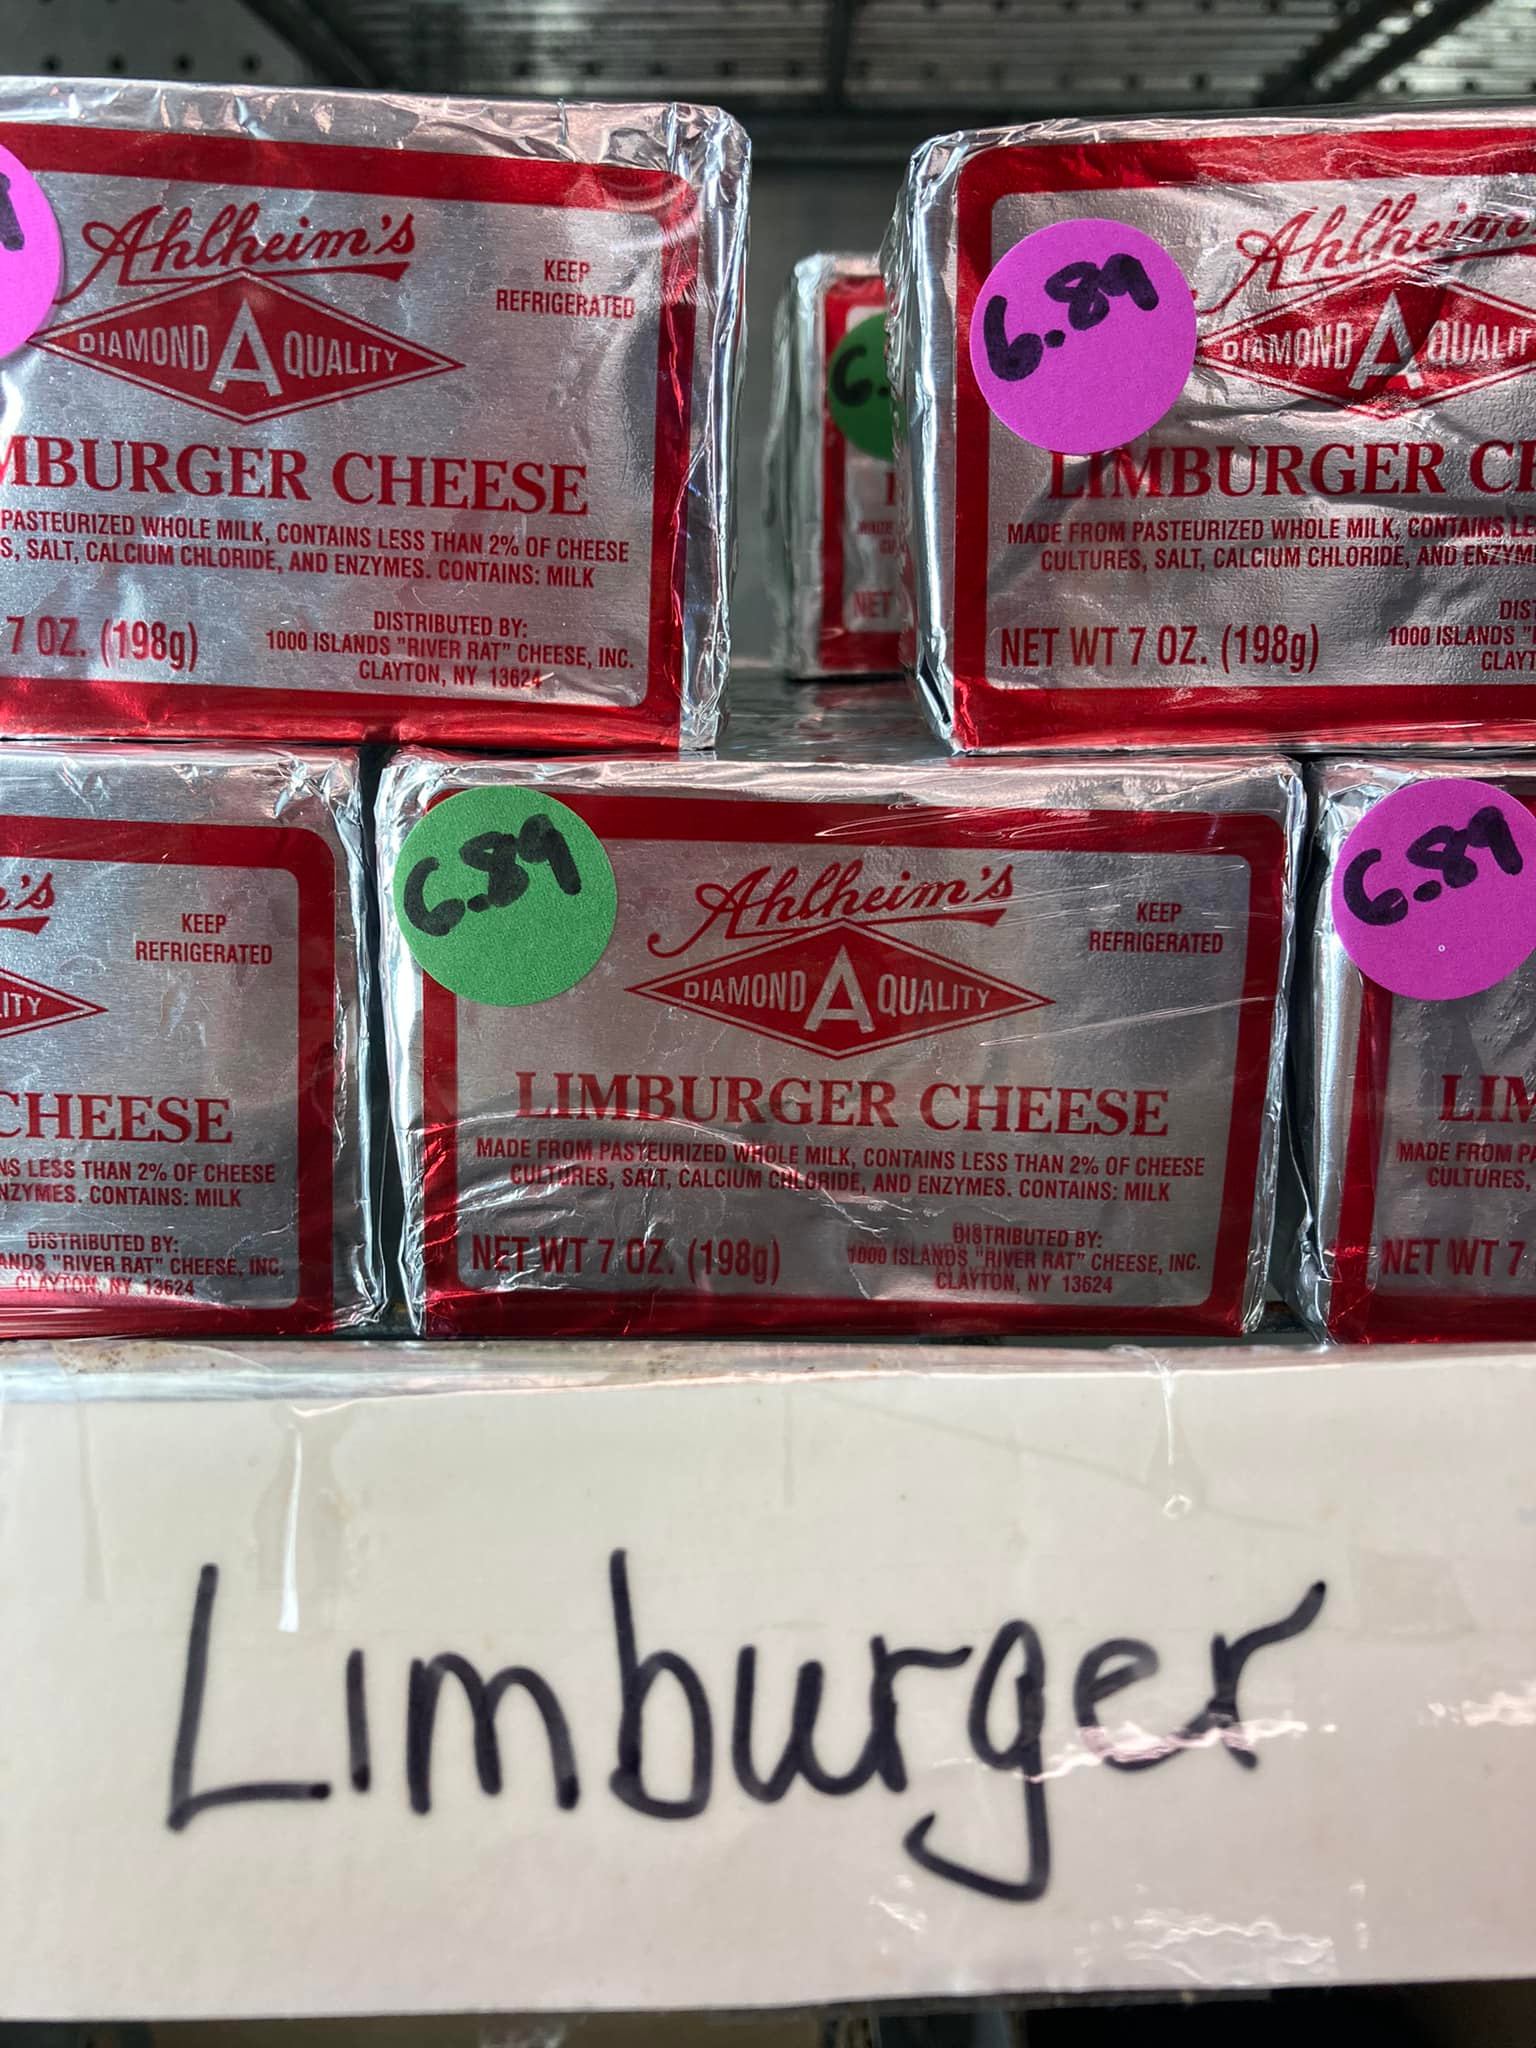 Ahlheim's
KEEP
REFRIGERATED
DIAMOND A QUALITY
MBURGER CHEESE
PASTEURIZED WHOLE MILK, CONTAINS LESS THAN 2% OF CHEESE
S, SALT, CALCIUM CHLORIDE, AND ENZYMES. CONTAINS: MILK
7 OZ. (198g)
DISTRIBUTED BY:
1000 ISLANDS "RIVER RAT" CHEESE, INC.
CLAYTON, NY 13624
6.
NET
6.89
Ahlheim's
DIAMOND A QUALIT
LIMBURGER CH
MADE FROM PASTEURIZED WHOLE MILK, CONTAINS LE
CULTURES, SALT, CALCIUM CHLORIDE, AND ENZYM
NET WT 7 OZ. (198g)
DIS
1000 ISLANDS "
CLAYT
's
KEEP
REFRIGERATED
ITY
CHEESE
NS LESS THAN 2% OF CHEESE
NZYMES. CONTAINS: MILK
DISTRIBUTED BY:
ANDS "RIVER RAT" CHEESE, INC.
CLAYTON, NY 13624
6.89
Ahlheim's
KEEP
REFRIGERATED
DIAMOND A QUALITY
LIMBURGER CHEESE
MADE FROM PASTEURIZED WHOLE MILK, CONTAINS LESS THAN 2% OF CHEESE
CULTURES, SALT, CALCIUM CHLORIDE, AND ENZYMES. CONTAINS: MILK
NET WT 7 OZ. (198g)
DISTRIBUTED BY:
1000 ISLANDS "RIVER RAT" CHEESE, INC.
CLAYTON, NY 13624
6.89
LIM
MADE FROM PA
CULTURES,
NET WT 7
Limburger